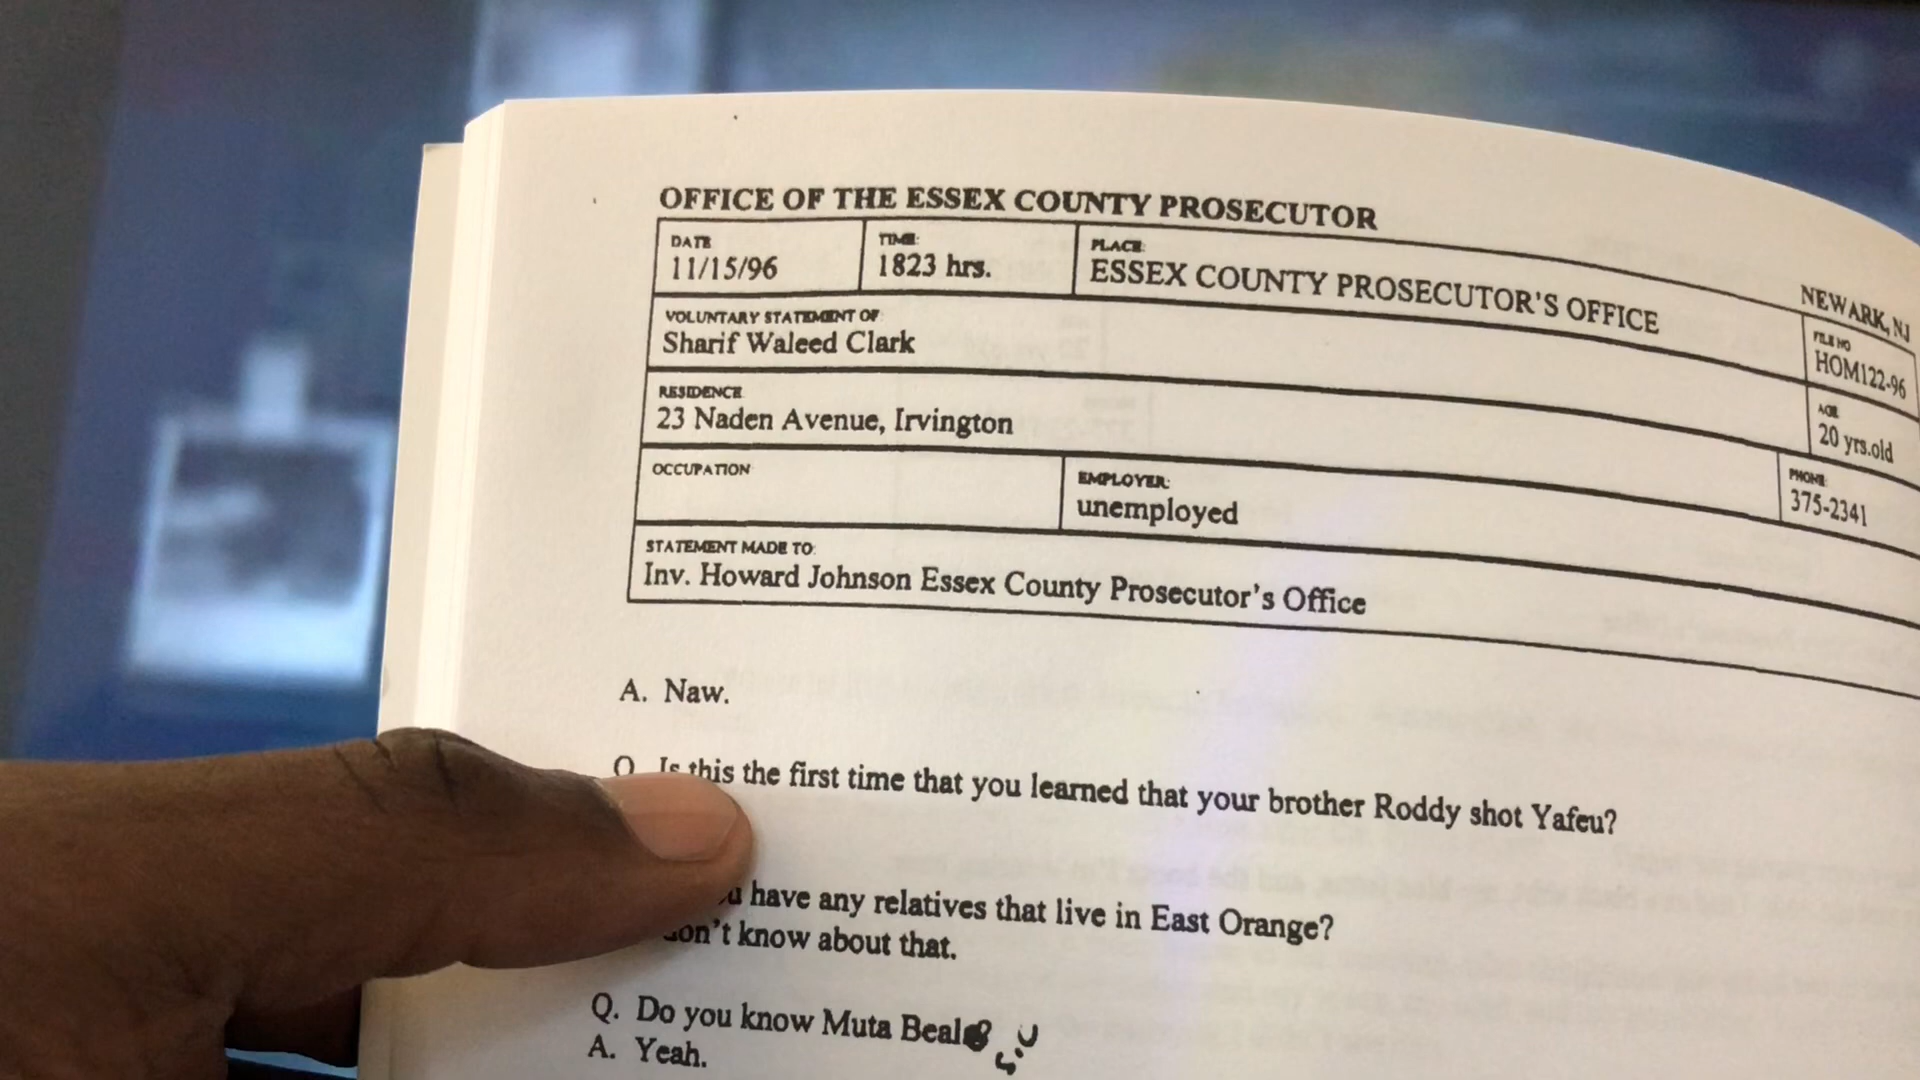 OFFICE OF THE ESSEX COUNTY PROSECUTOR
NEWARK, NJ
DATE TIME: PLACE: FILE NO
11/15/96 1823 hrs. ESSEX COUNTY PROSECUTOR'S OFFICE HOM122-96
VOLUNTARY STATEMENT OF: AGE
Sharif Waleed Clark 20 yrs.old
RESIDENCE PHONE
23 Naden Avenue, Irvington 375-2341
OCCUPATION EMPLOYER:
unemployed
STATEMENT MADE TO:
Inv. Howard Johnson Essex County Prosecutor's Office
A. Naw.
Q. Is this the first time that you learned that your brother Roddy shot Yafeu?
have any relatives that live in East Orange?
know about that.
Q. Do you know Muta Beal?
A. Yeah.